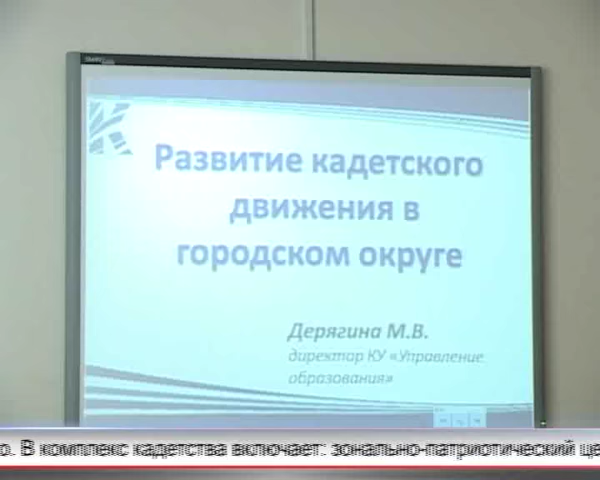 Развитие кадетского
движения в
городском округе
Дерягина М.В.
директор КУ «Управление
образования»
о. В комплекс кадетства включает: зонально-патриотический це